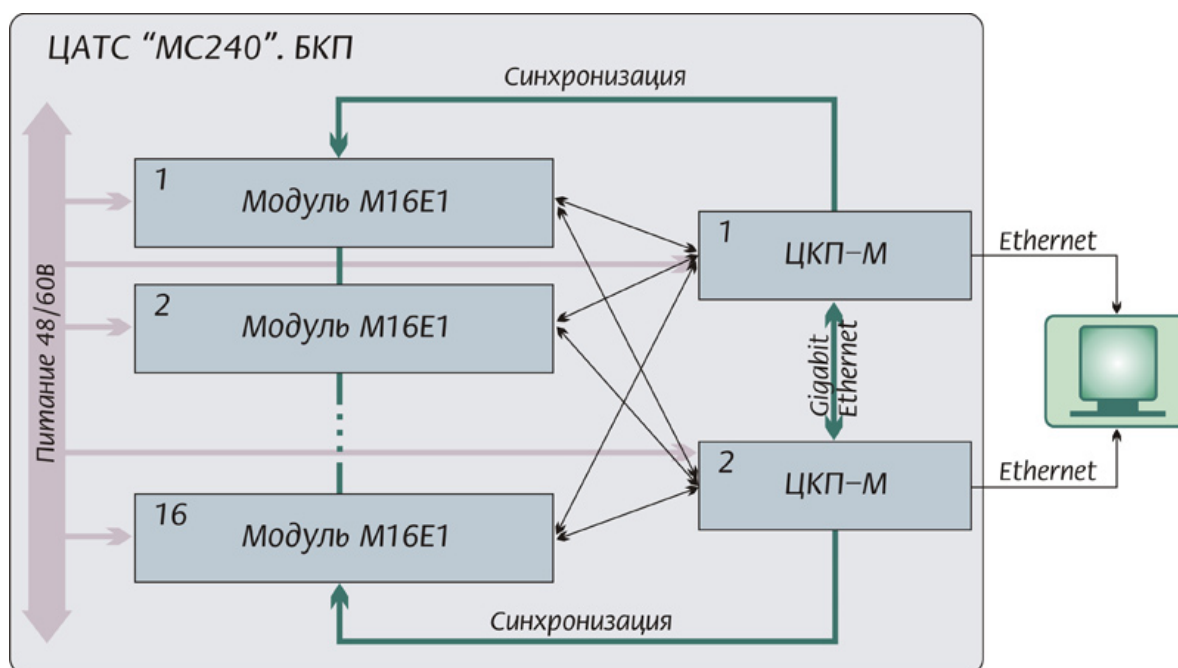 ЦАТС “МС240”. БКП
Синхронизация
1
Модуль М16Е1
2
Модуль М16Е1
16
Модуль М16Е1
Питание 48/60В
1
ЦКП–М
Gigabit
Ethernet
2
ЦКП–М
Ethernet
Ethernet
Синхронизация